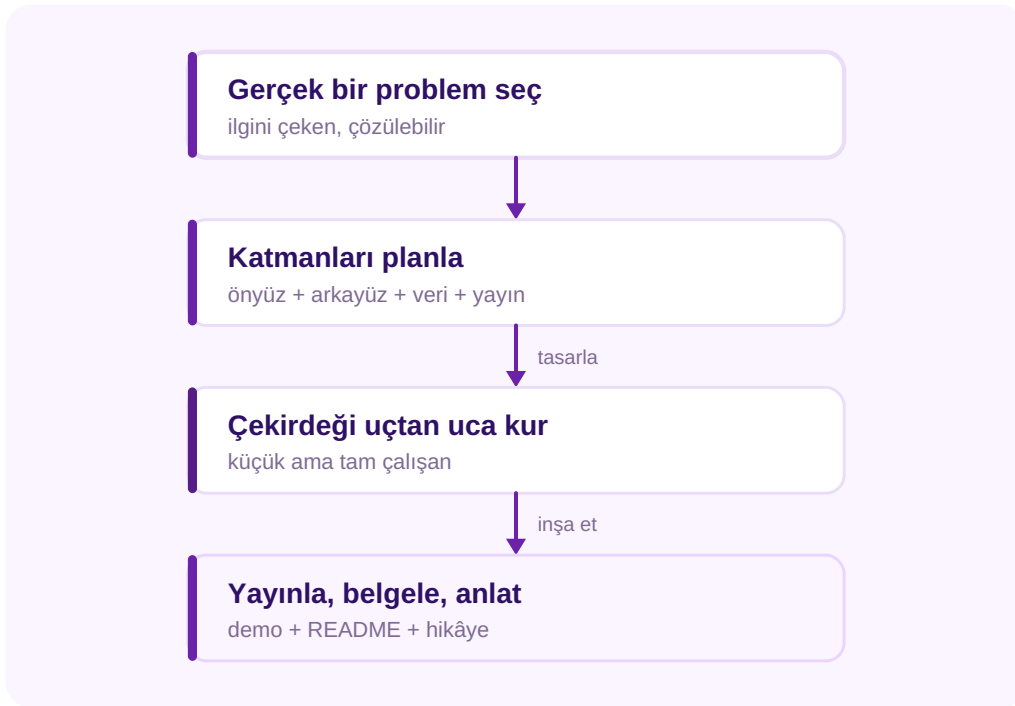 Gerçek bir problem seç
ilgini çeken, çözülebilir
Katmanları planla
önyüz + arkayüz + veri + yayın
tasarla
Çekirdeği uçtan uca kur
küçük ama tam çalışan
inşa et
Yayınla, belgele, anlat
demo + README + hikâye